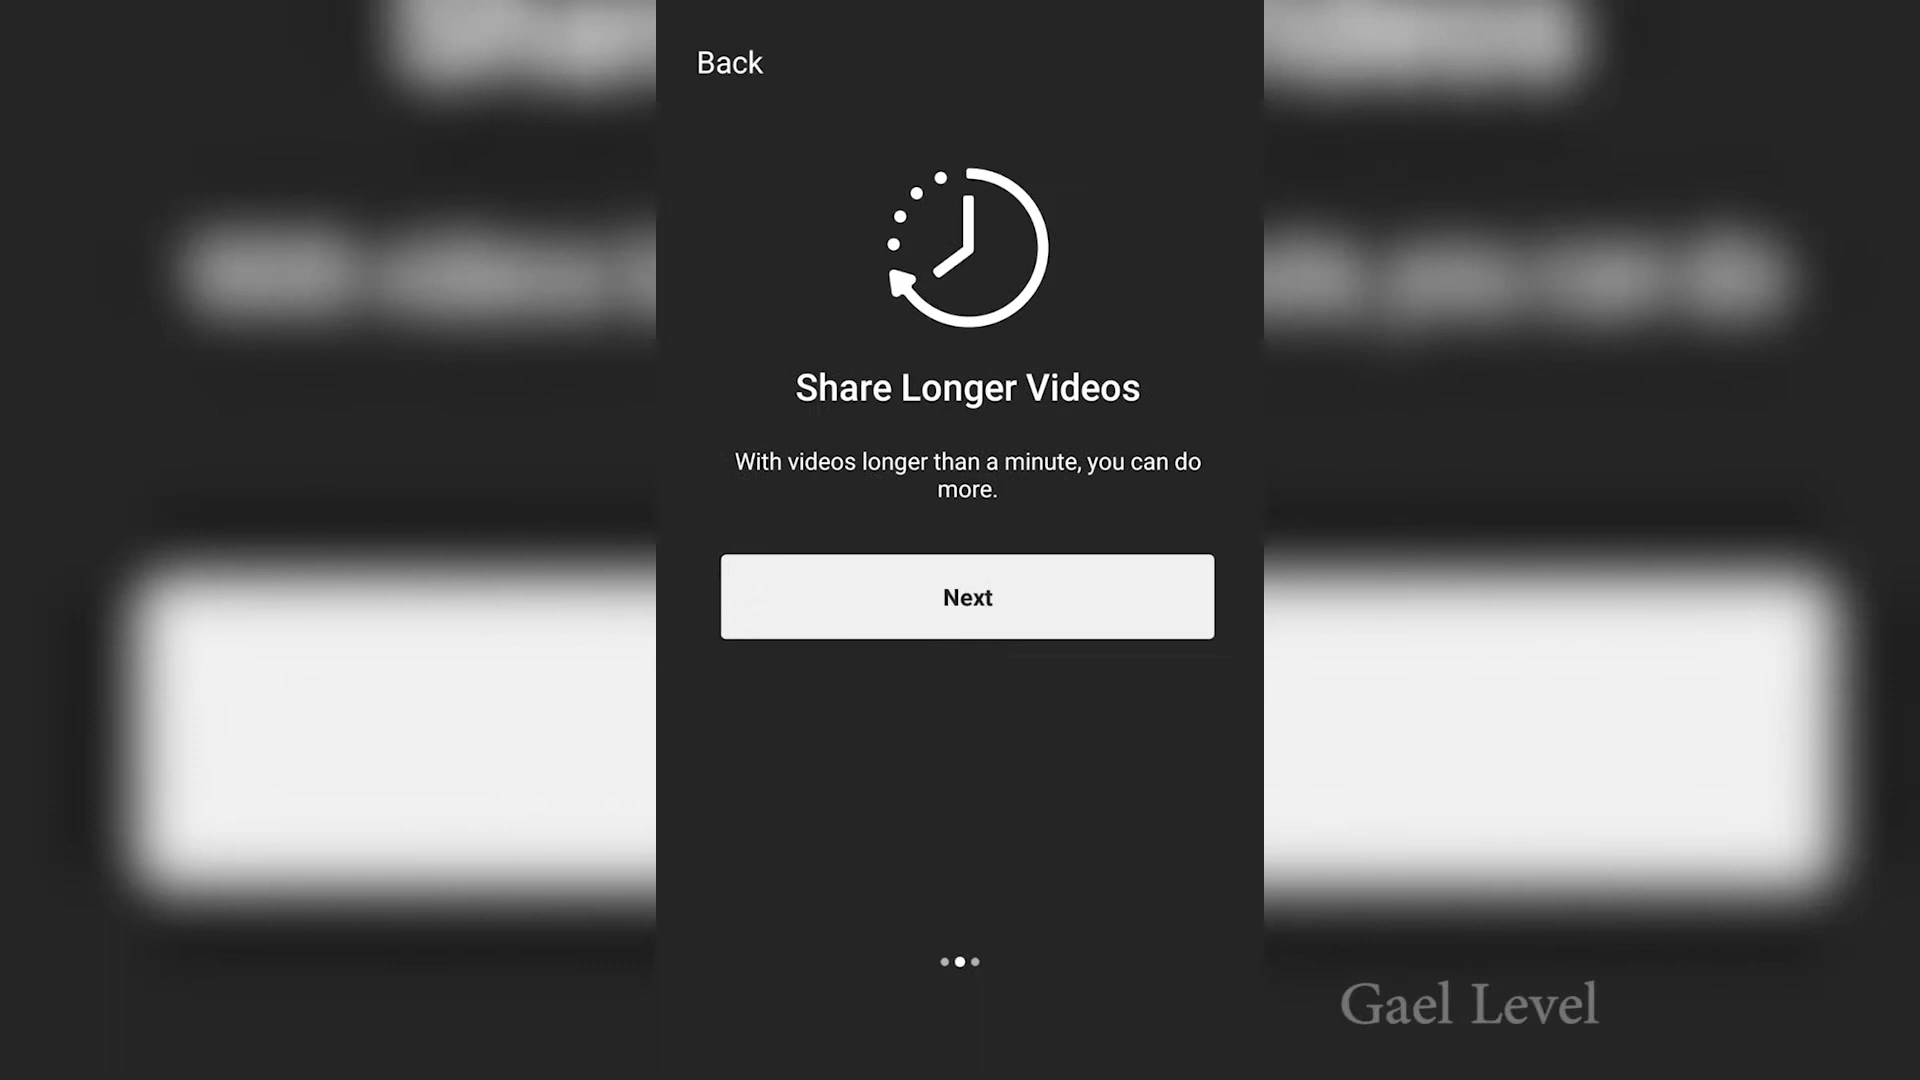 Back
Share Longer Videos
With videos longer than a minute, you can do
more.
Next
Gael Level